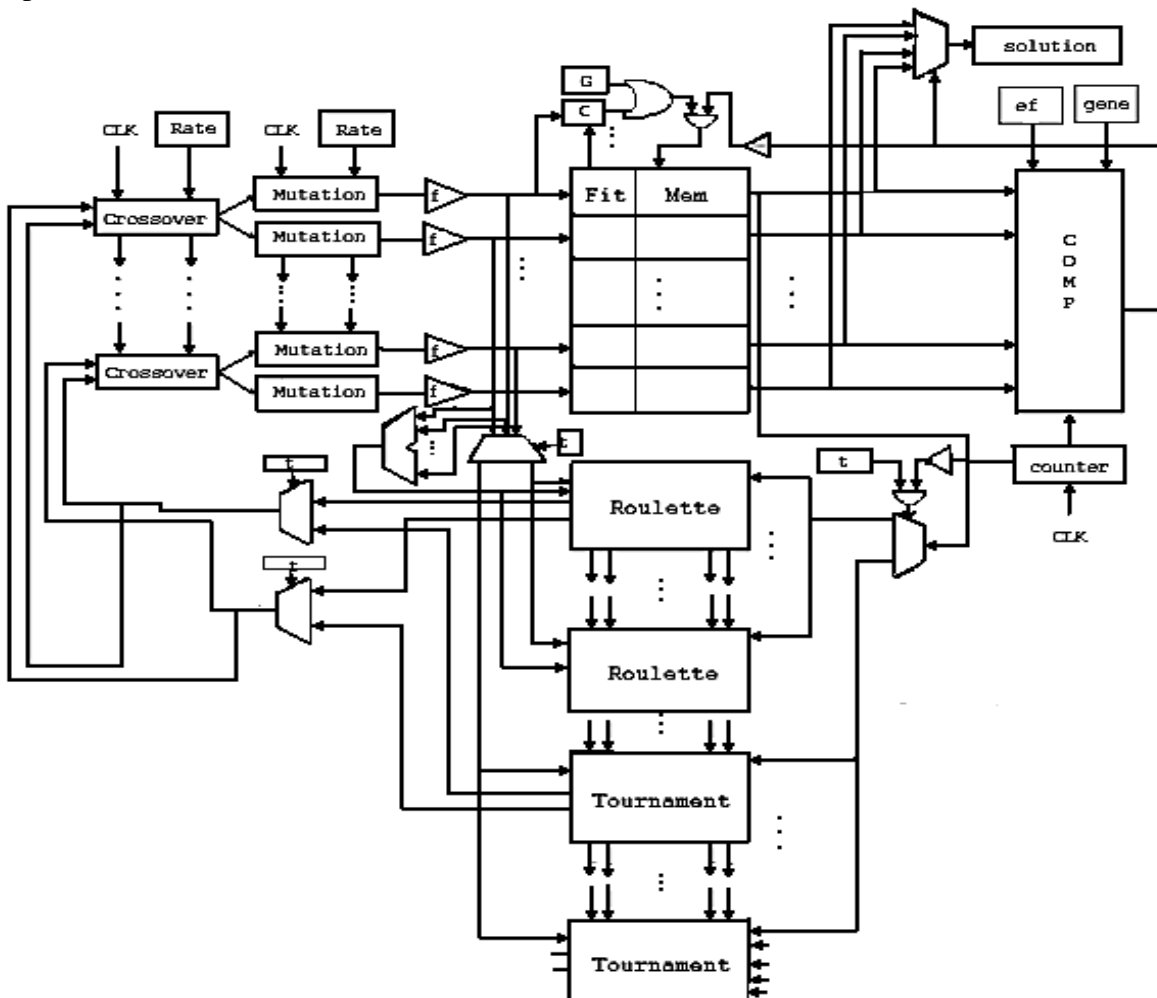 solution
G
C
ef
gene
CLK
Rate
CLK
Rate
Mutation
f
Fit
Mem
Crossover
Mutation
f
COMP
Mutation
f
Crossover
Mutation
f
t
t
t
counter
Roulette
CLK
t
Roulette
Tournament
Tournament